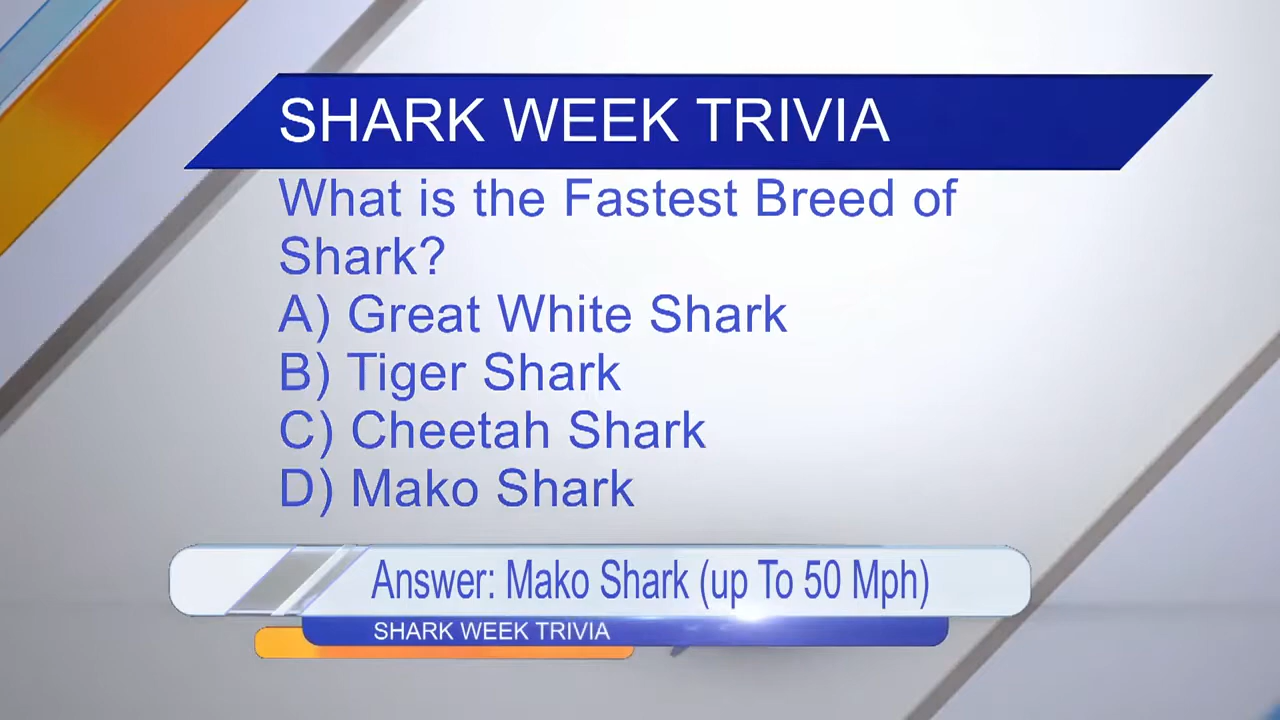 SHARK WEEK TRIVIA
What is the Fastest Breed of
Shark?
A) Great White Shark
B) Tiger Shark
C) Cheetah Shark
D) Mako Shark
Answer: Mako Shark (up To 50 Mph)
SHARK WEEK TRIVIA